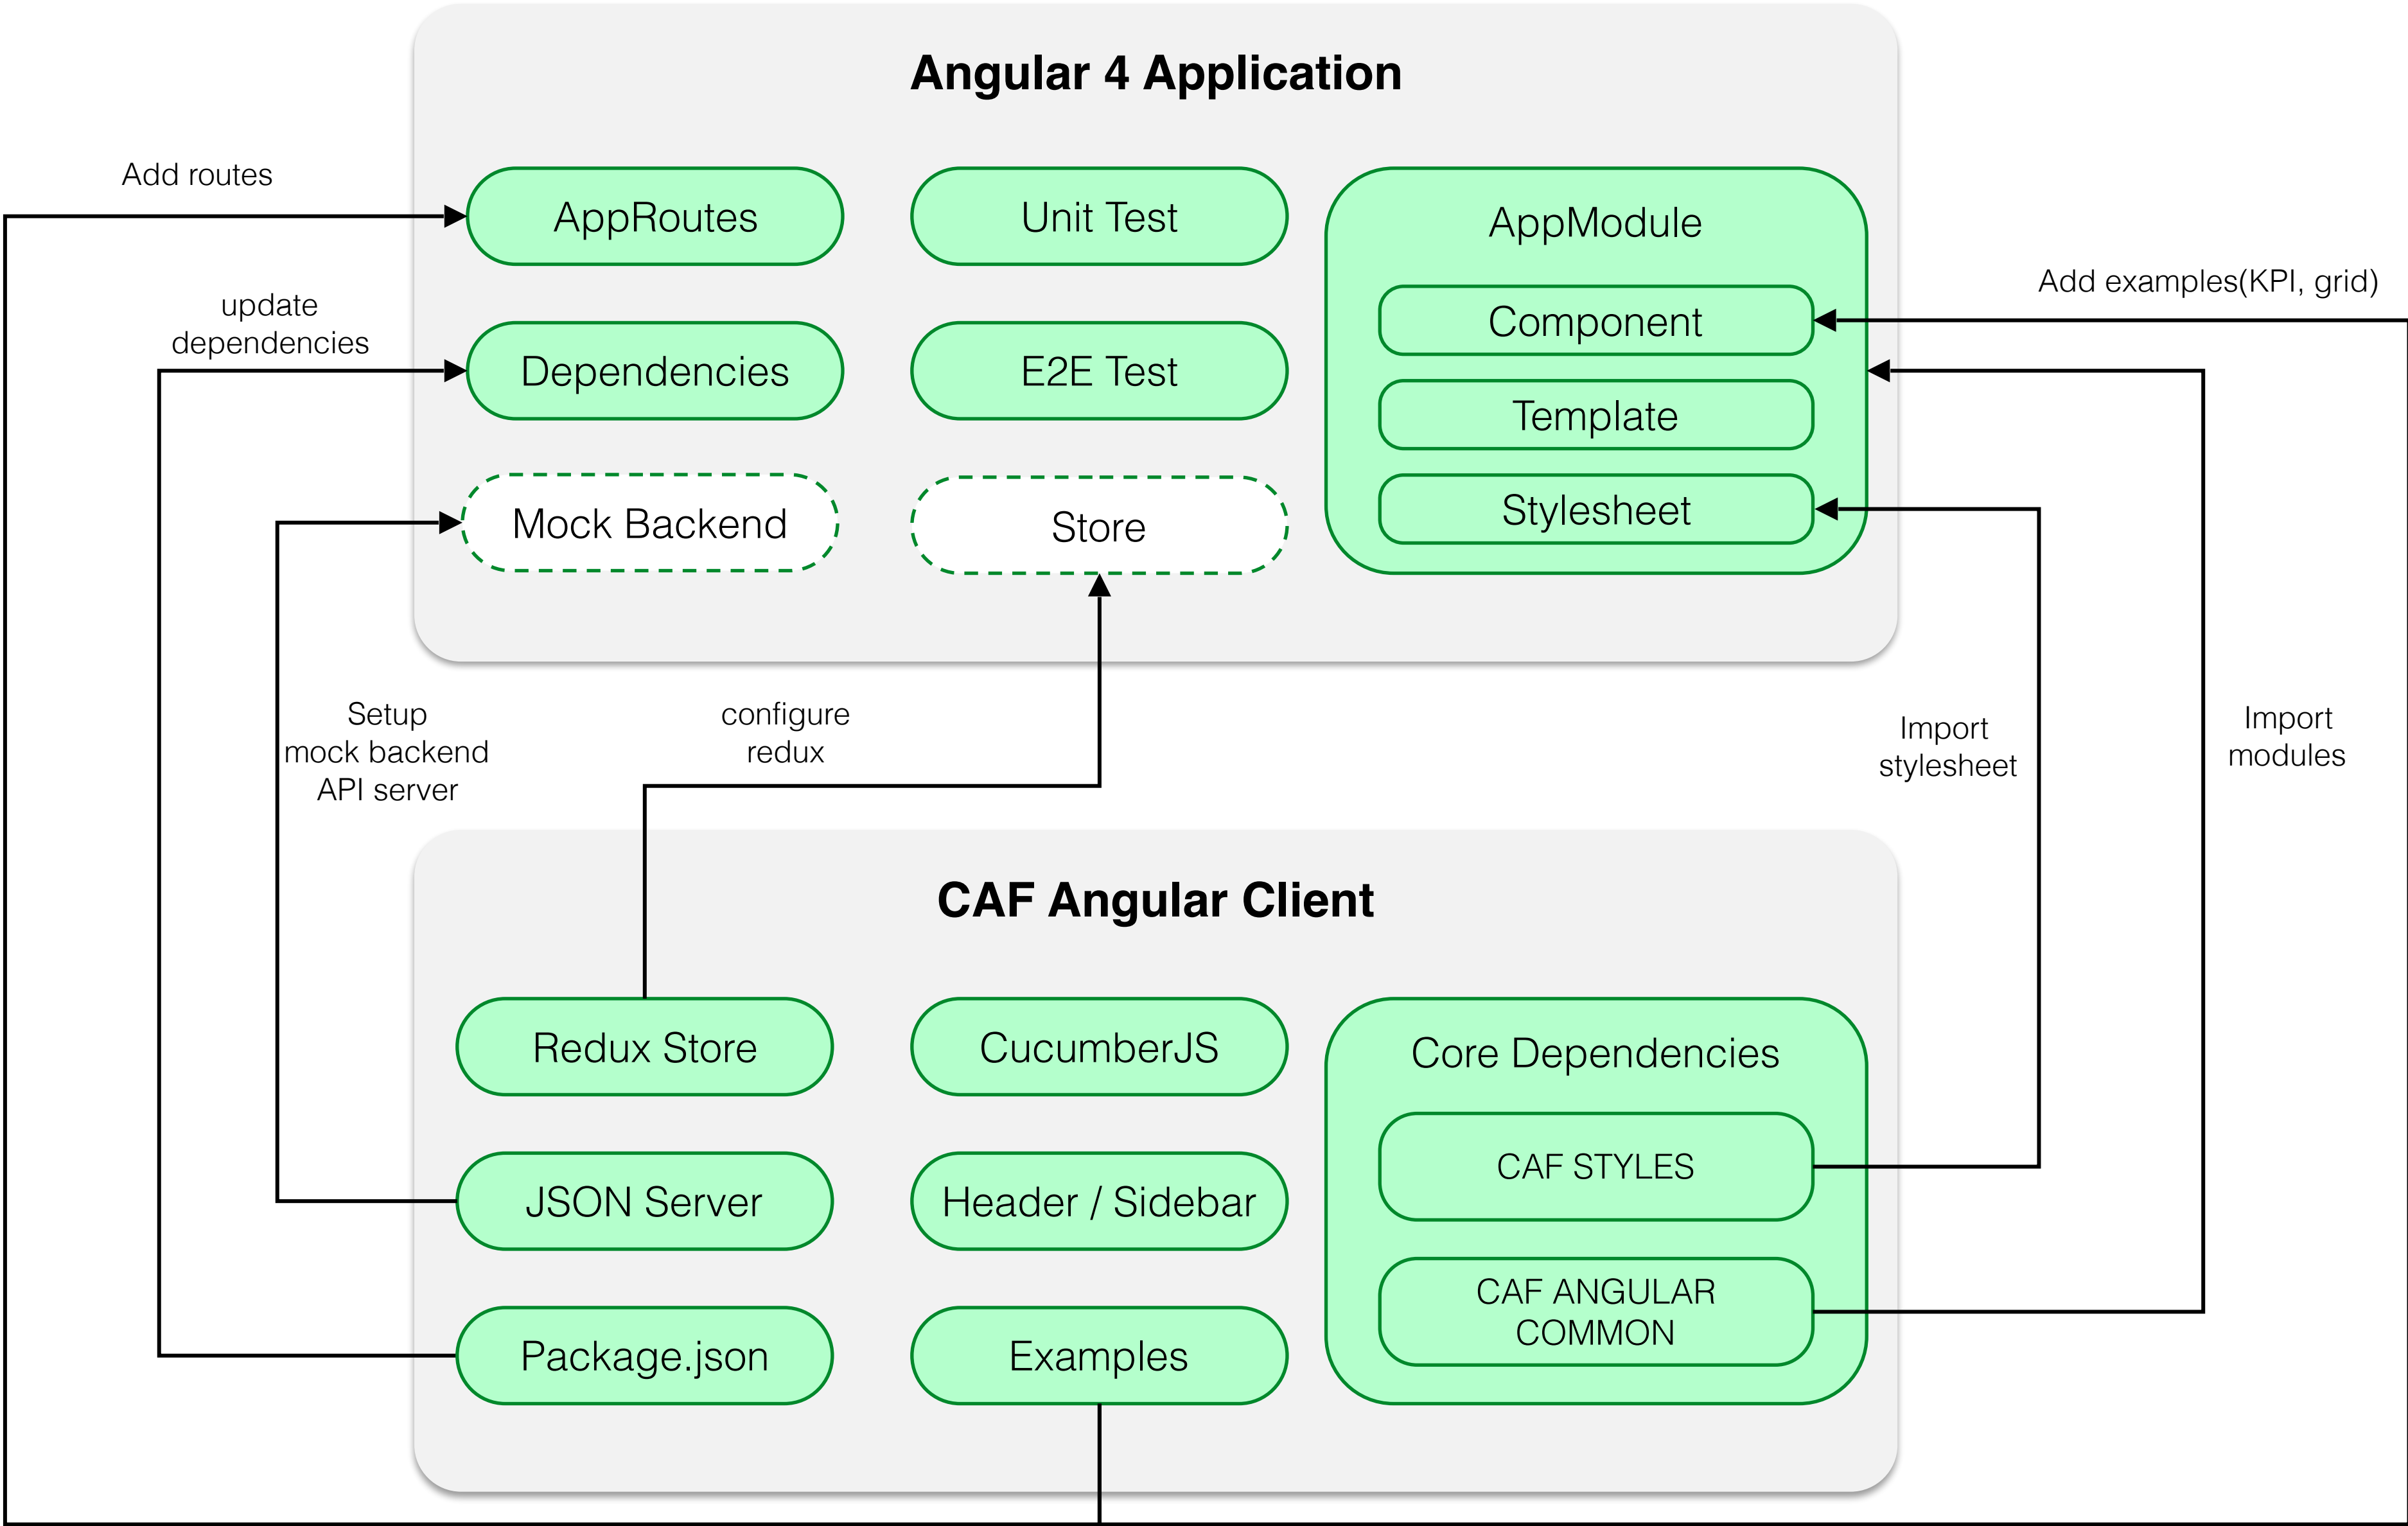 Angular 4 Application
Add routes
AppRoutes
Unit Test
AppModule
Add examples(KPI, grid)
update
dependencies
Component
Dependencies
E2E Test
Template
Mock Backend
Store
Stylesheet
Setup
mock backend
API server
configure
redux
Import
stylesheet
Import
modules
CAF Angular Client
Redux Store
CucumberJS
Core Dependencies
CAF STYLES
JSON Server
Header / Sidebar
CAF ANGULAR
COMMON
Package.json
Examples